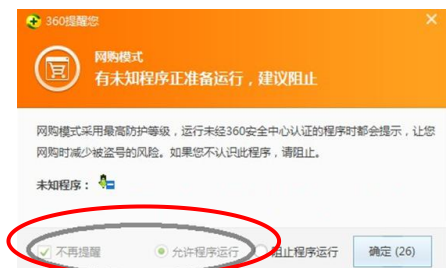 360提醒您
网购模式
有未知程序正准备运行，建议阻止
网购模式采用最高防护等级，运行未经360安全中心认证的程序时都会提示，让您
网购时减少被盗号的风险。如果您不认识此程序，请阻止。
未知程序：
不再提醒 允许程序运行 阻止程序运行 确定 (26)